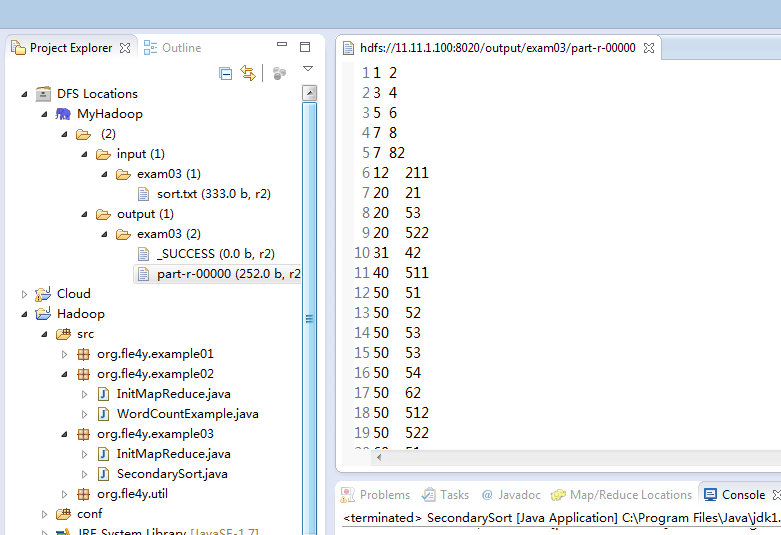 Project Explorer
Outline
DFS Locations
MyHadoop
(2)
input (1)
exam03 (1)
sort.txt (333.0 b, r2)
output (1)
exam03 (2)
_SUCCESS (0.0 b, r2)
part-r-00000 (252.0 b, r2
Cloud
Hadoop
src
org.fle4y.example01
org.fle4y.example02
InitMapReduce.java
WordCountExample.java
org.fle4y.example03
InitMapReduce.java
SecondarySort.java
org.fle4y.util
conf
JRE System Library [JavaSE-1.7]
hdfs://11.11.1.100:8020/output/exam03/part-r-00000
1 1 2
2 3 4
3 5 6
4 7 8
5 7 82
6 12 211
7 20 21
8 20 53
9 20 522
10 31 42
11 40 511
12 50 51
13 50 52
14 50 53
15 50 53
16 50 54
17 50 62
18 50 512
19 50 522
Problems @ Javadoc
Tasks
Map/Reduce Locations
Console
<terminated> SecondarySort [Java Application] C:\Program Files\Java\jdk1.